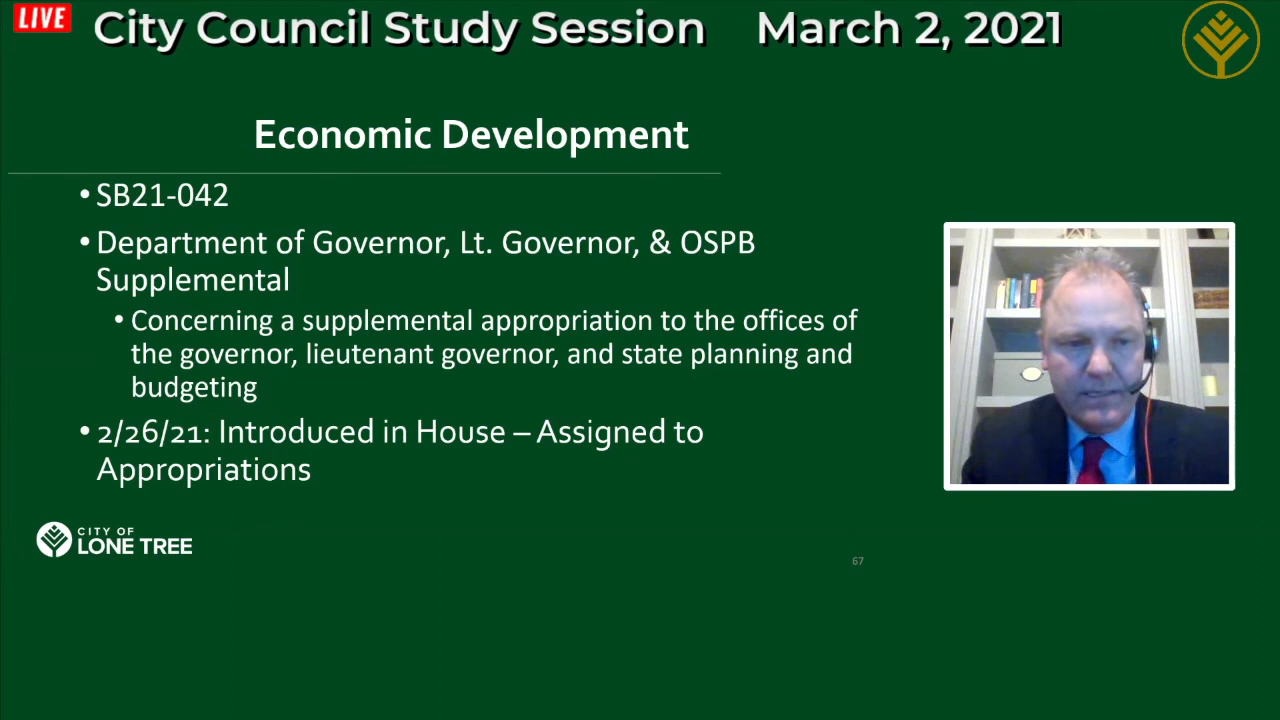 LIVE
City Council Study Session March 2, 2021
Economic Development
• SB21-042
• Department of Governor, Lt. Governor, & OSPB
Supplemental
• Concerning a supplemental appropriation to the offices of
the governor, lieutenant governor, and state planning and
budgeting
• 2/26/21: Introduced in House – Assigned to
Appropriations
CITY OF
LONE TREE
67